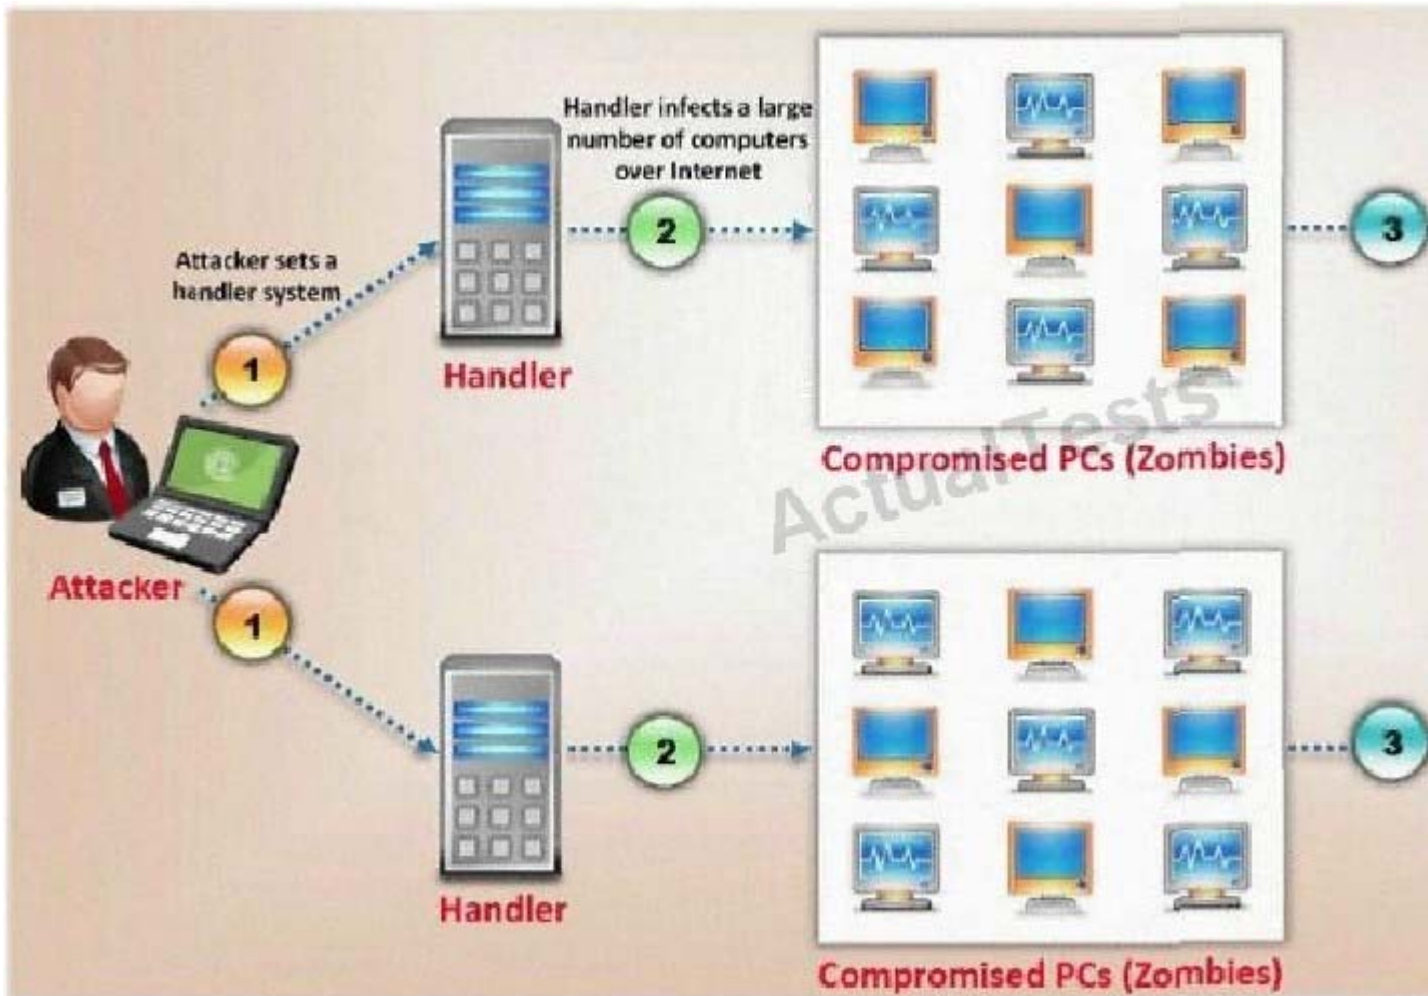 Handler infects a large
number of computers
over Internet
2
3
Attacker sets a
handler system
1
Handler
Compromised PCs (Zombies)
ActualTests
Attacker
1
2
3
Handler
Compromised PCs (Zombies)